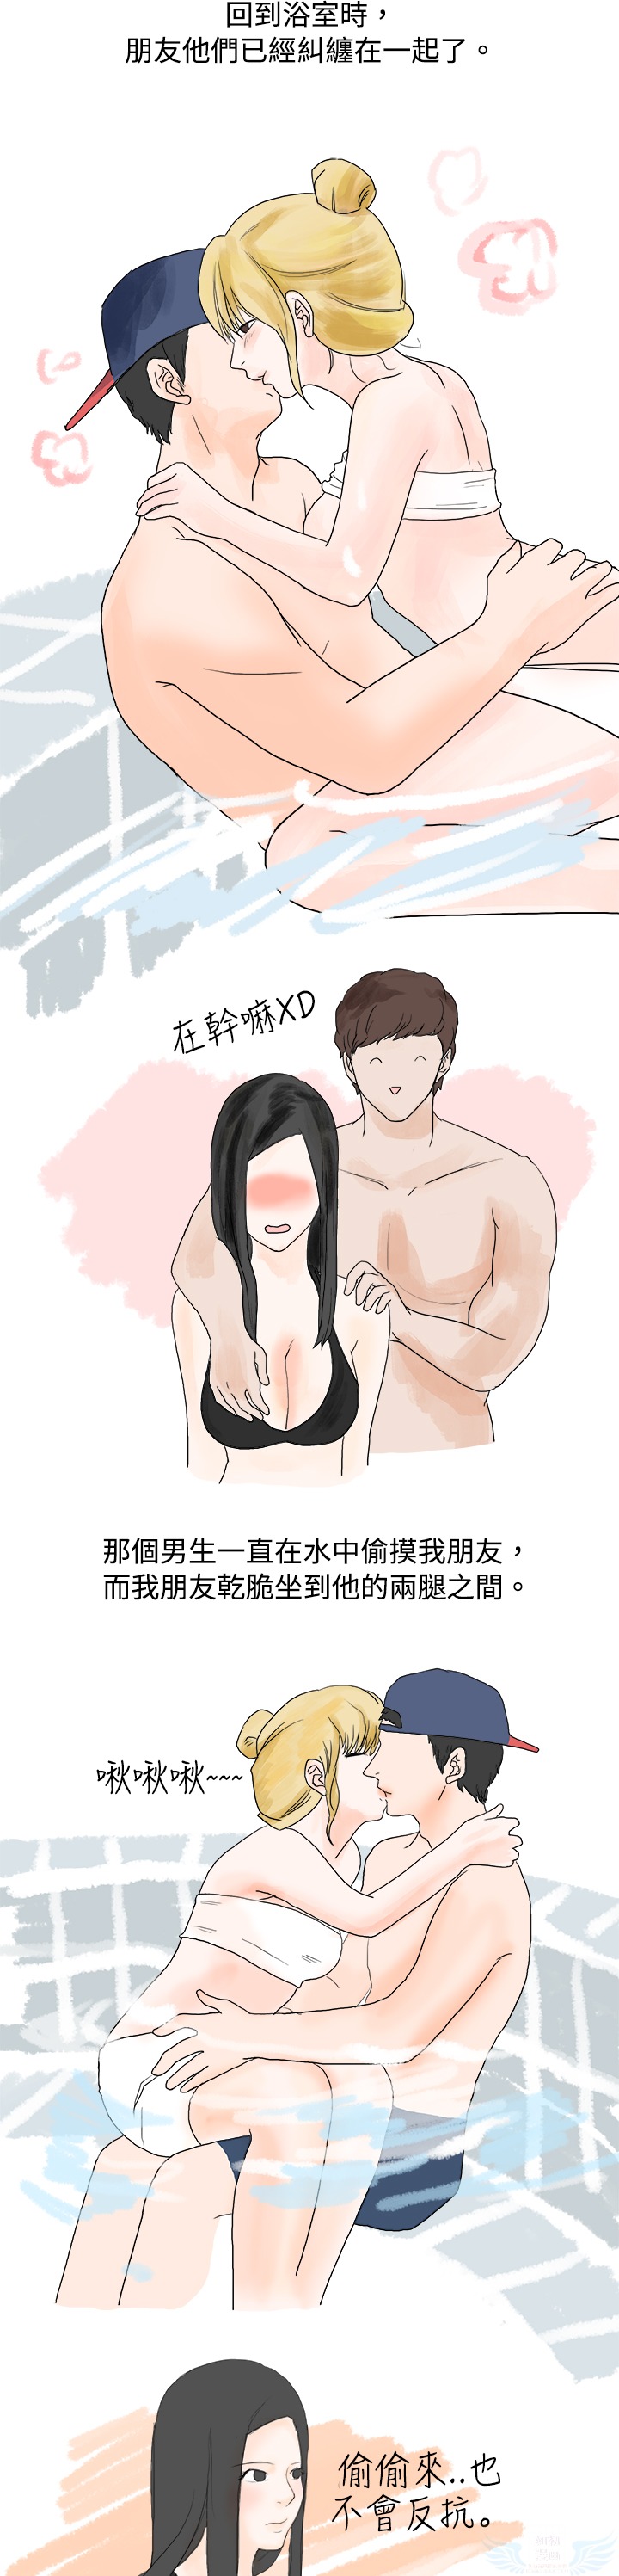 回到浴室時，
朋友他們已經糾纏在一起了。
在幹嘛XD
那個男生一直在水中偷摸我朋友，
而我朋友乾脆坐到他的兩腿之間。
啾啾啾~~~
偷偷來..也
不會反抗。